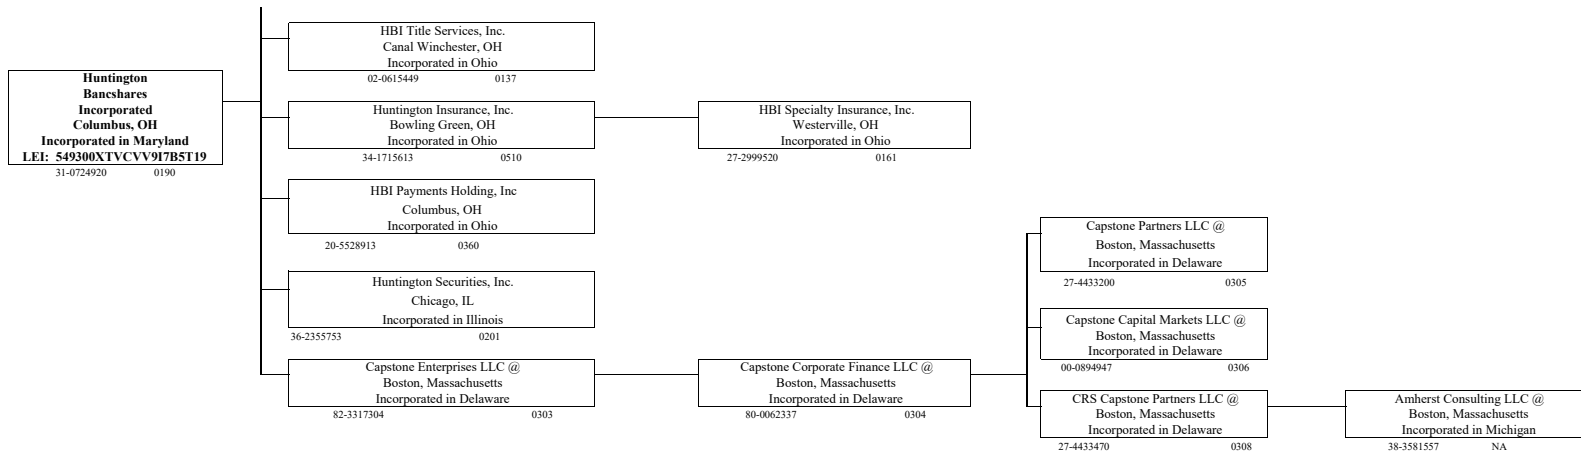 HBI Title Services, Inc.
Canal Winchester, OH
Incorporated in Ohio
02-0615449 0137
Huntington
Bancshares
Incorporated
Columbus, OH
Incorporated in Maryland
LEI: 549300XTVCVV9I7B5T19
31-0724920 0190
Huntington Insurance, Inc.
Bowling Green, OH
Incorporated in Ohio
34-1715613 0510
HBI Specialty Insurance, Inc.
Westerville, OH
Incorporated in Ohio
27-2999520 0161
HBI Payments Holding, Inc
Columbus, OH
Incorporated in Ohio
20-5528913 0360
Huntington Securities, Inc.
Chicago, IL
Incorporated in Illinois
36-2355753 0201
Capstone Enterprises LLC @
Boston, Massachusetts
Incorporated in Delaware
82-3317304 0303
Capstone Corporate Finance LLC @
Boston, Massachusetts
Incorporated in Delaware
80-0062337 0304
Capstone Partners LLC @
Boston, Massachusetts
Incorporated in Delaware
27-4433200 0305
Capstone Capital Markets LLC @
Boston, Massachusetts
Incorporated in Delaware
00-0894947 0306
CRS Capstone Partners LLC @
Boston, Massachusetts
Incorporated in Delaware
27-4433470 0308
Amherst Consulting LLC @
Boston, Massachusetts
Incorporated in Michigan
38-3581557 NA